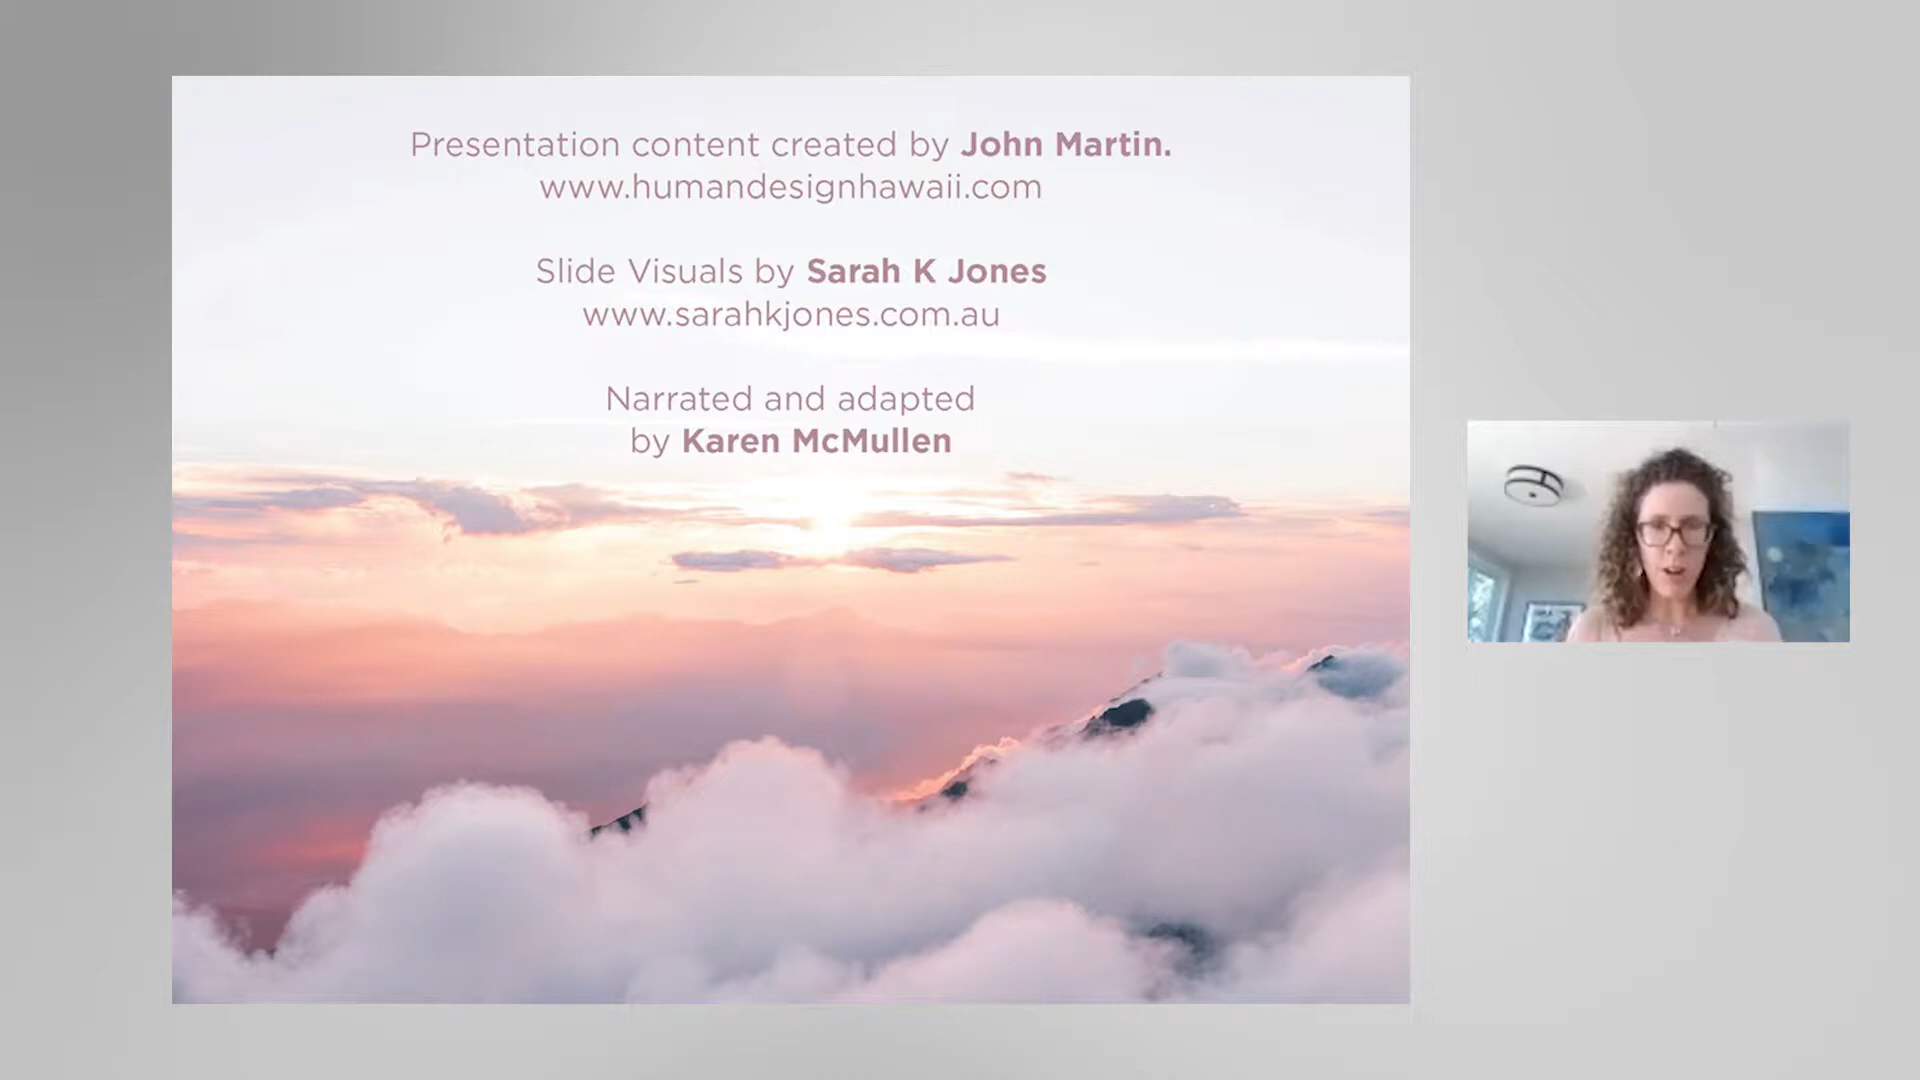 Presentation content created by John Martin.
www.humandesignhawaii.com
Slide Visuals by Sarah K Jones
www.sarahkjones.com.au
Narrated and adapted
by Karen McMullen